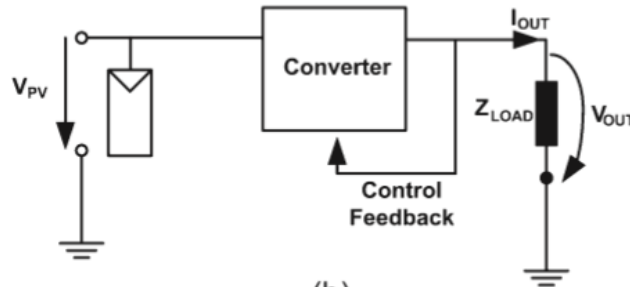 I_OUT
Converter
V_PV
Z_LOAD
V_OUT
Control
Feedback
(b)